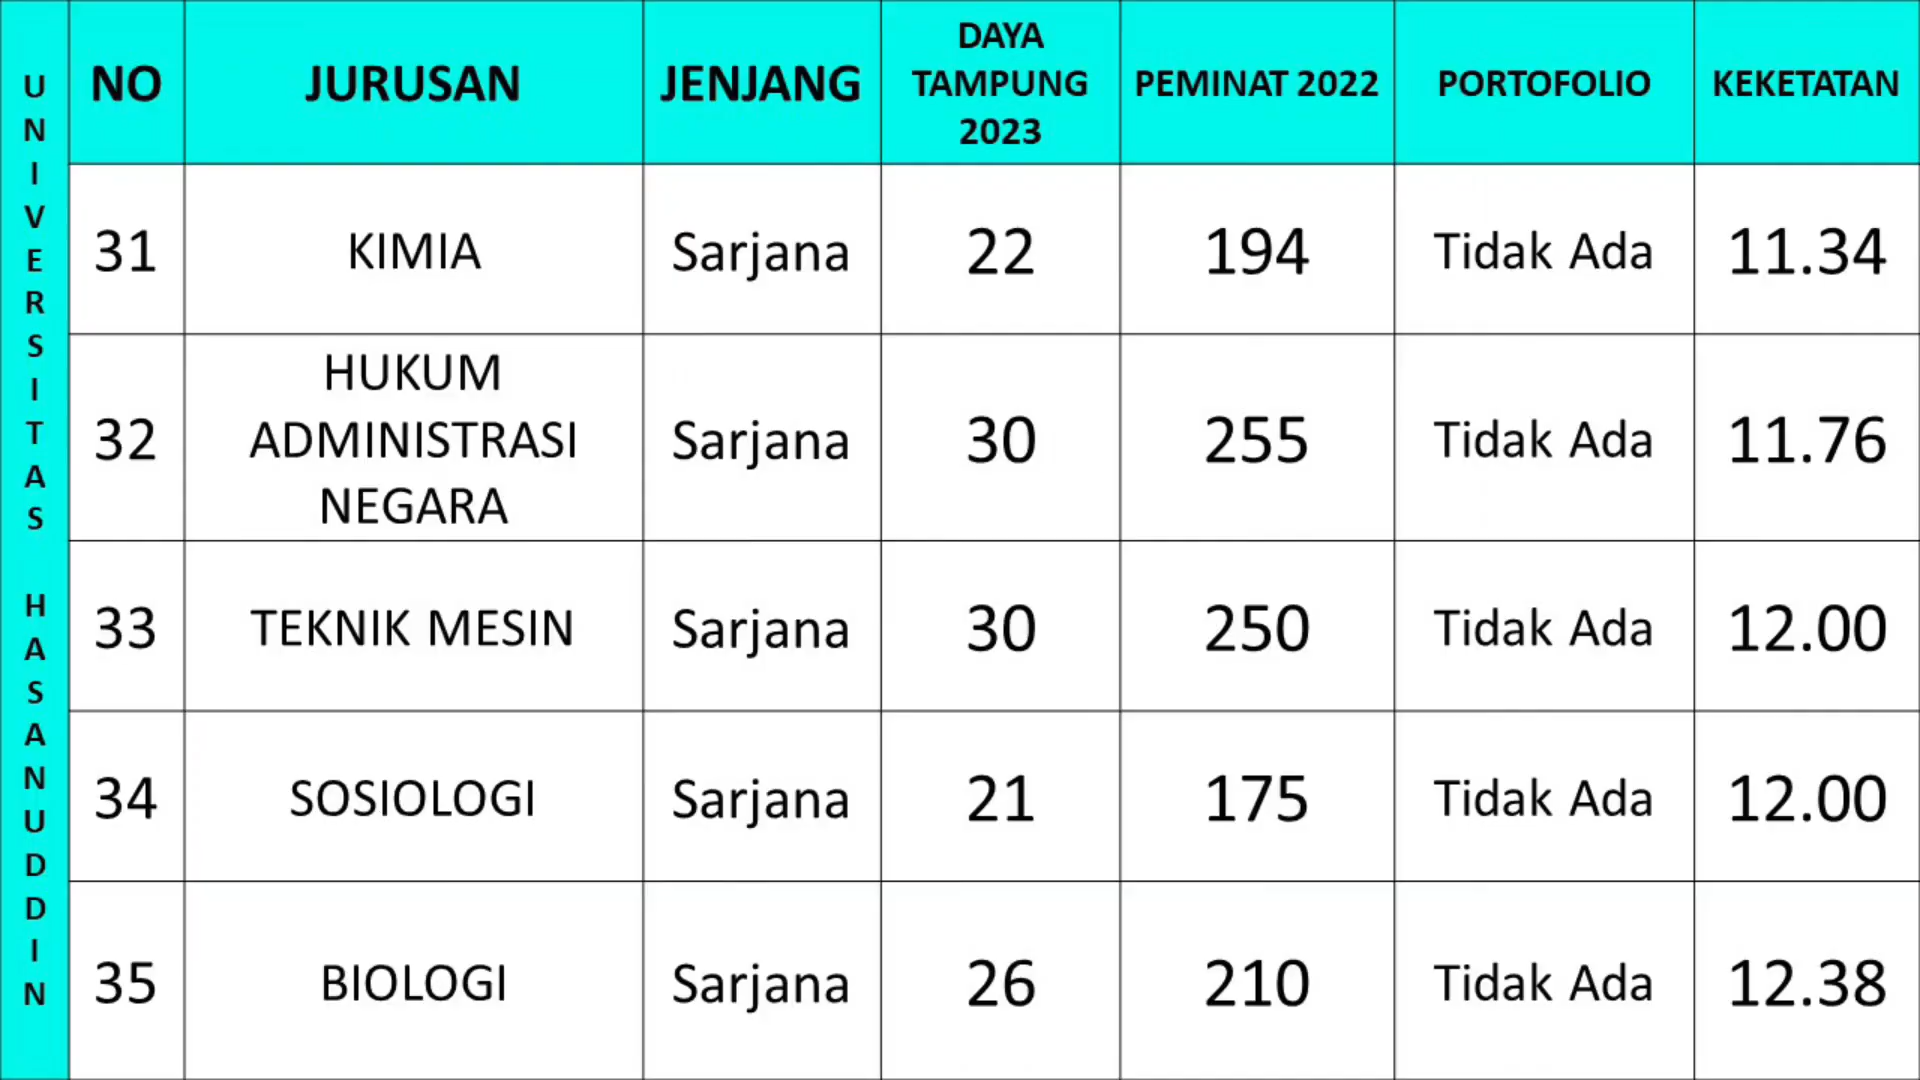 UNIVERSITAS HASANUDDIN
NO JURUSAN JENJANG DAYA TAMPUNG 2023 PEMINAT 2022 PORTOFOLIO KEKETATAN
31 KIMIA Sarjana 22 194 Tidak Ada 11.34
32 HUKUM ADMINISTRASI NEGARA Sarjana 30 255 Tidak Ada 11.76
33 TEKNIK MESIN Sarjana 30 250 Tidak Ada 12.00
34 SOSIOLOGI Sarjana 21 175 Tidak Ada 12.00
35 BIOLOGI Sarjana 26 210 Tidak Ada 12.38